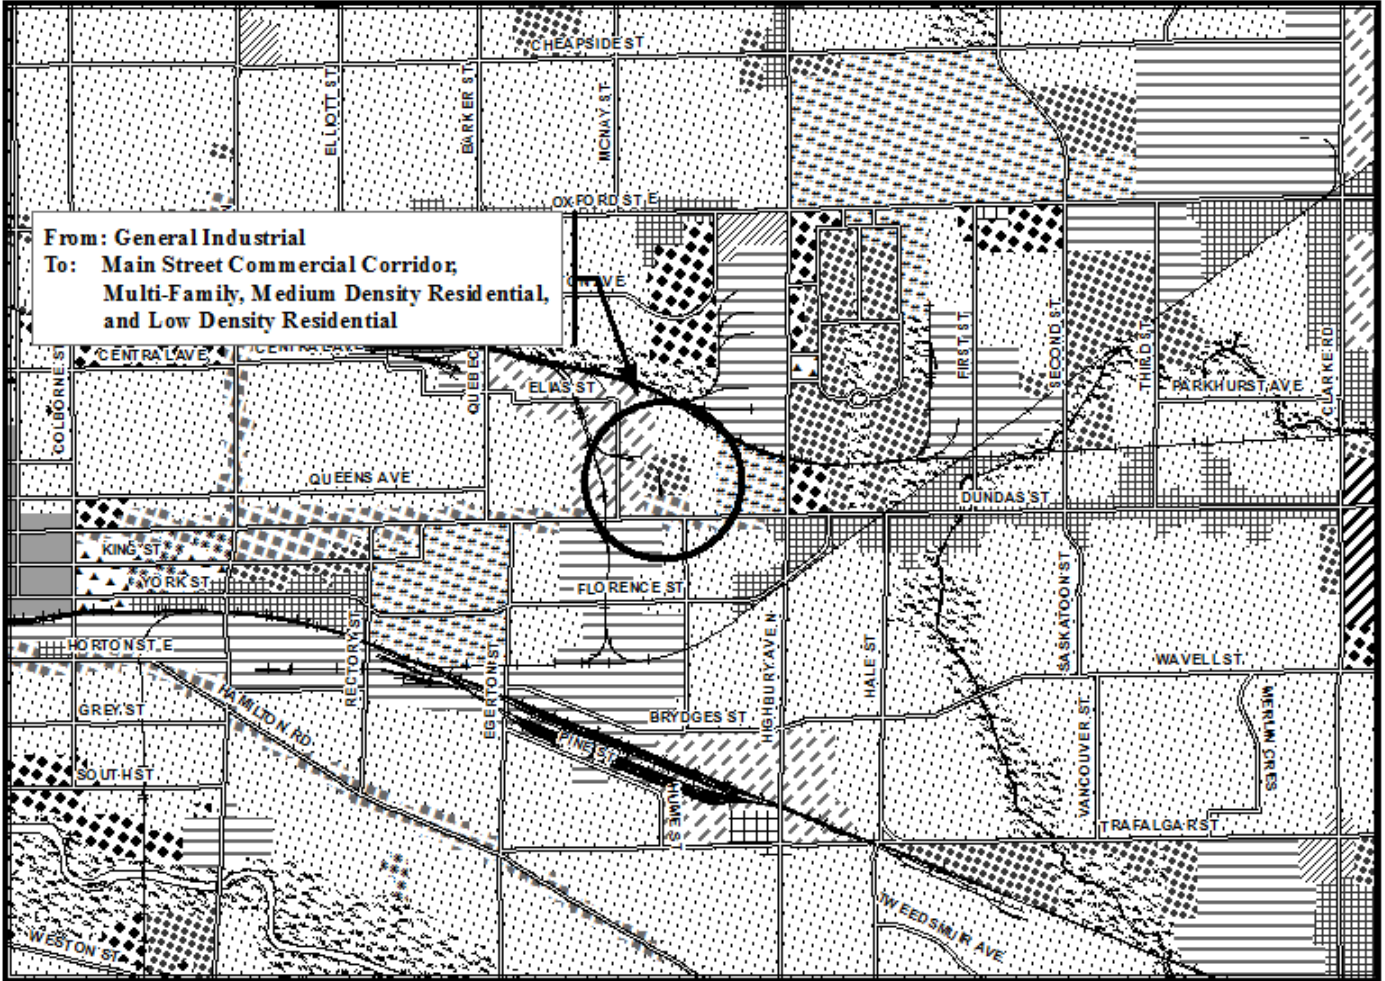 CHEAPSIDE ST
ELLIOTT ST
BARKER ST
MCNAY ST
OXFORD ST E
From: General Industrial
To: Main Street Commercial Corridor,
Multi-Family, Medium Density Residential,
and Low Density Residential
AVE
CENTRAL AVE
CENTRAL AVE
COLBORNE ST
QUEBEC
ELIAS ST
FIRST ST
SECOND ST
THIRD ST
PARKHURST AVE
CLARKE RD
QUEENS AVE
DUNDAS ST
KING ST
YORK ST
FLORENCE ST
HORTON ST E
RECTORY ST
EGERTON ST
HIGHBURY AVE N
HALE ST
SASKATOON ST
WAVELL ST
GREY ST
HAMILTON RD
BRYDGES ST
PINE ST
VANCOUVER ST
MERLIN CRES
SOUTH ST
HUME ST
TRAFALGAR ST
TWEEDSMUIR AVE
WESTON ST